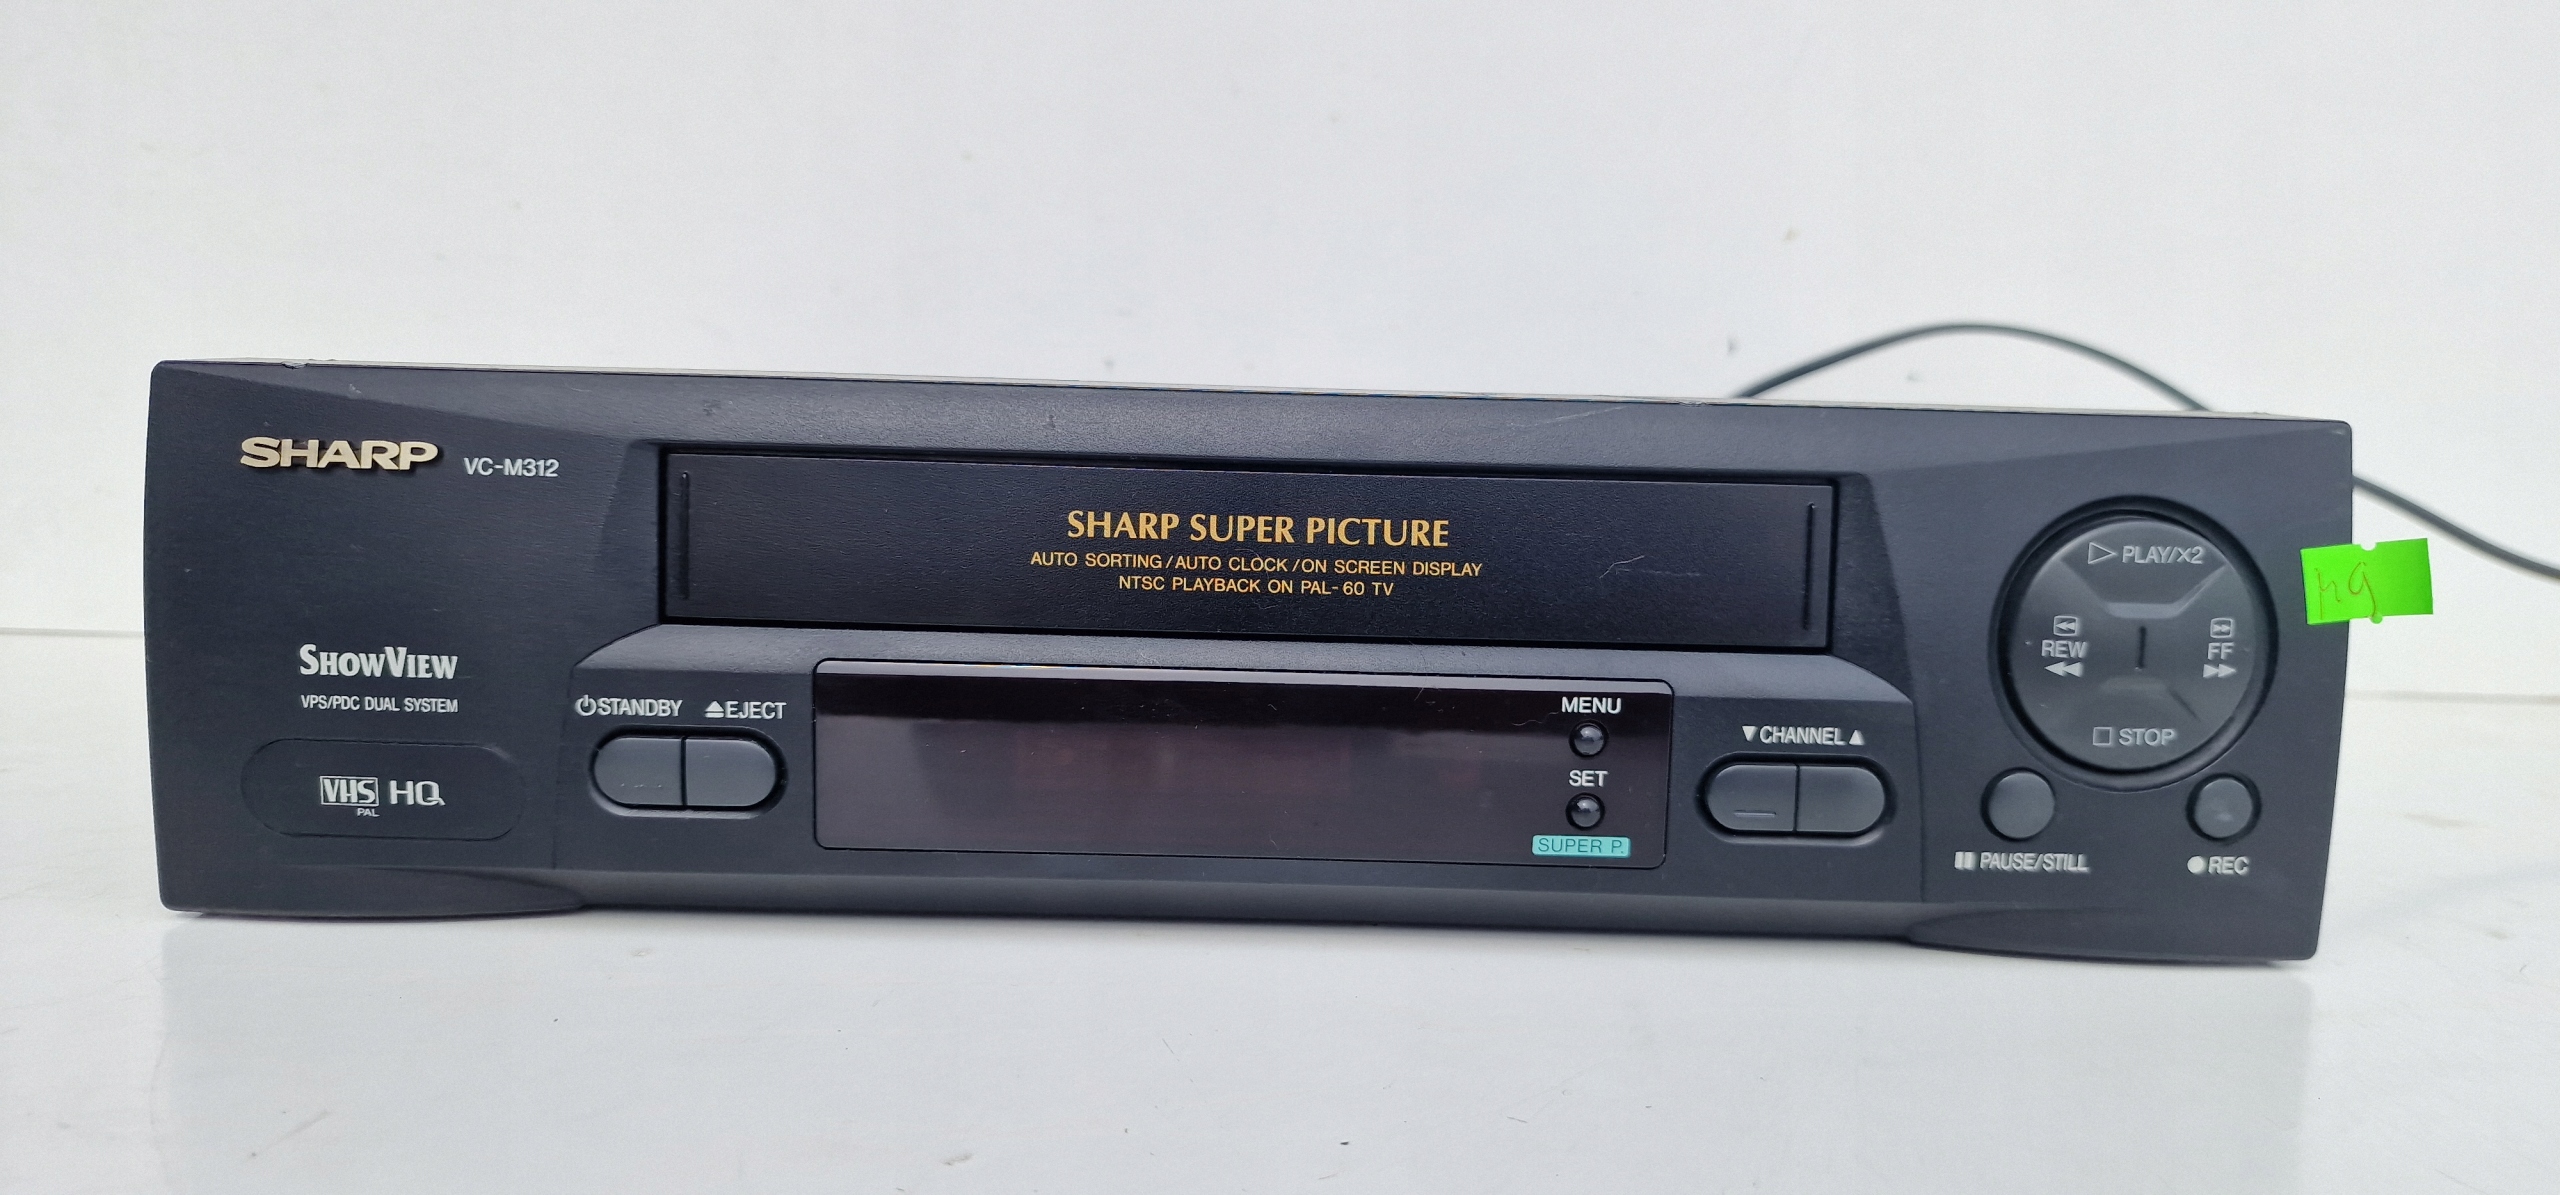 SHARP VC-M312
SHARP SUPER PICTURE
AUTO SORTING/AUTO CLOCK/ON SCREEN DISPLAY
NTSC PLAYBACK ON PAL-60 TV
SHOWVIEW
VPS/PDC DUAL SYSTEM
VHS HQ
PAL
STANDBY EJECT
MENU
SET
SUPER P.
CHANNEL
PLAY/X2
REW
FF
STOP
PAUSE/STILL
REC